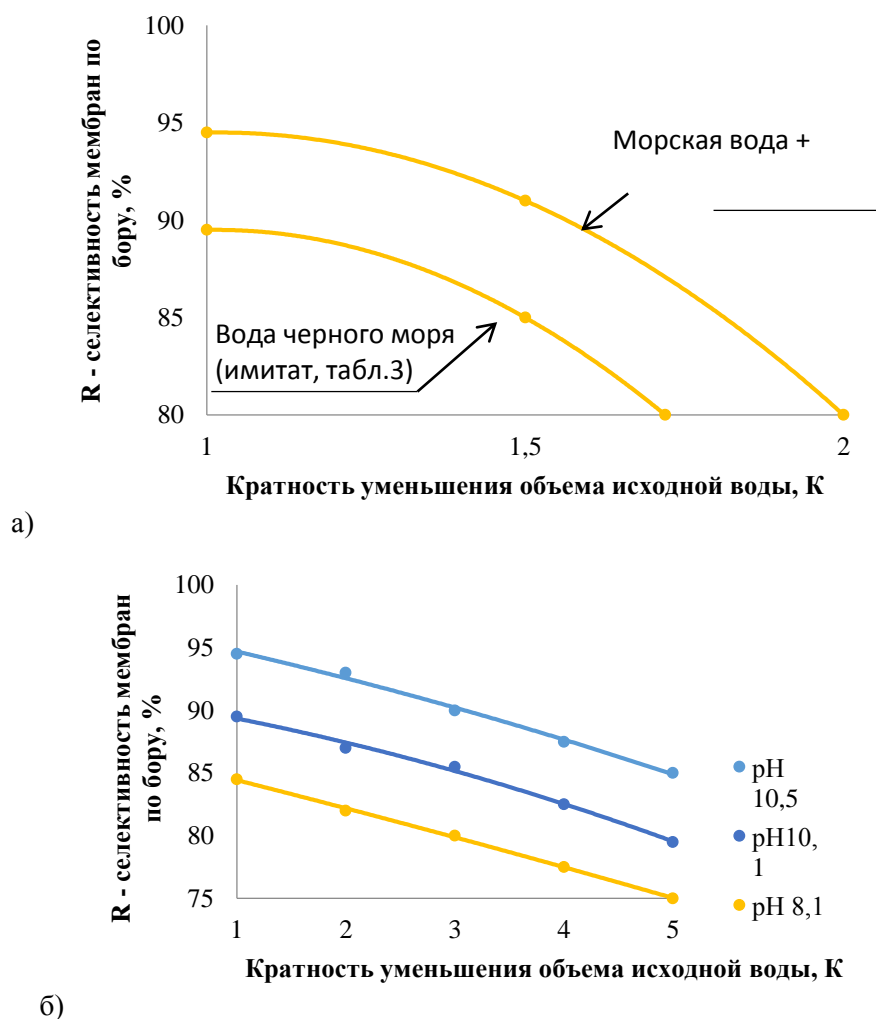 100
95
90
85
80
R - селективность мембран по
бору, %
Морская вода +
Вода черного моря
(имитат, табл.3)
1
1,5
2
Кратность уменьшения объема исходной воды, К
а)
100
95
90
85
80
75
R - селективность мембран
по бору, %
pH
10,5
pH10,
1
pH 8,1
1
2
3
4
5
Кратность уменьшения объема исходной воды, К
б)